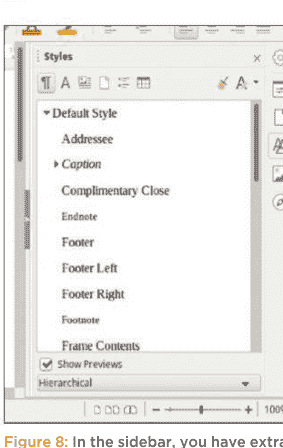 Styles
Default Style
Addressee
Caption
Complimentary Close
Endnote
Footer
Footer Left
Footer Right
Footnote
Frame Contents
Show Previews
Hierarchical
100%
Figure 8: In the sidebar, you have extra